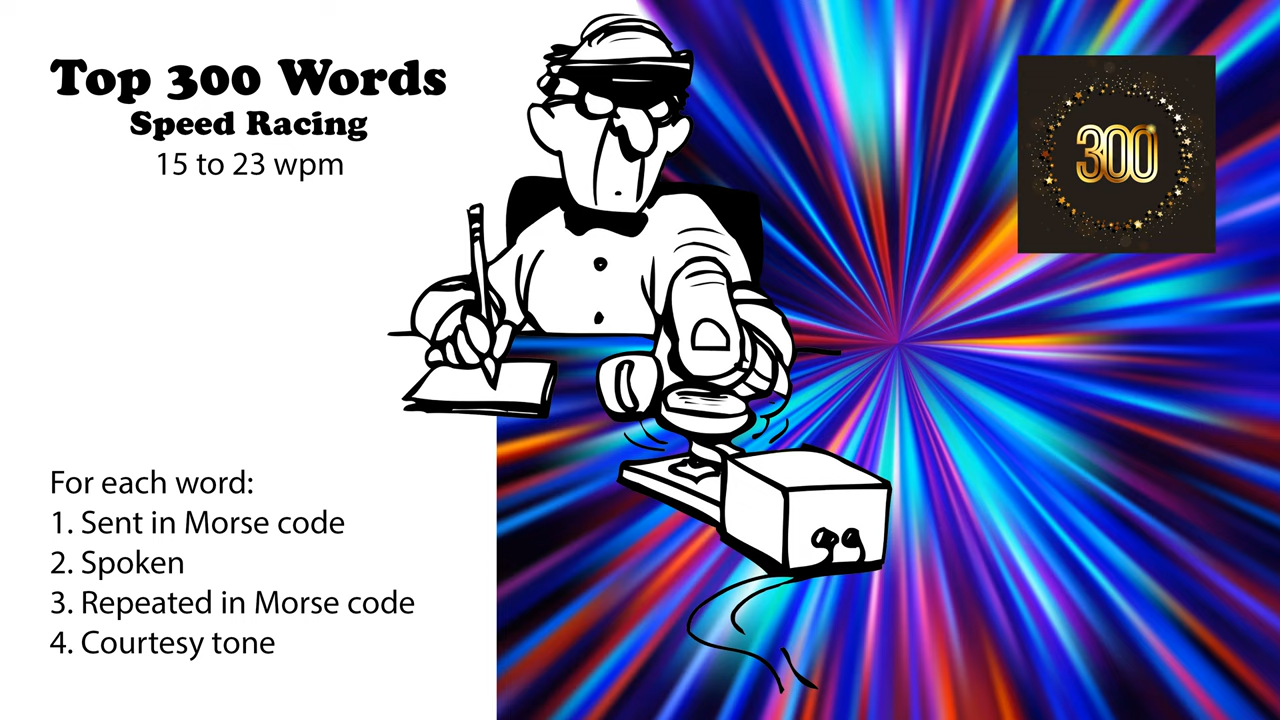 Top 300 Words
Speed Racing
15 to 23 wpm
300
For each word:
1. Sent in Morse code
2. Spoken
3. Repeated in Morse code
4. Courtesy tone